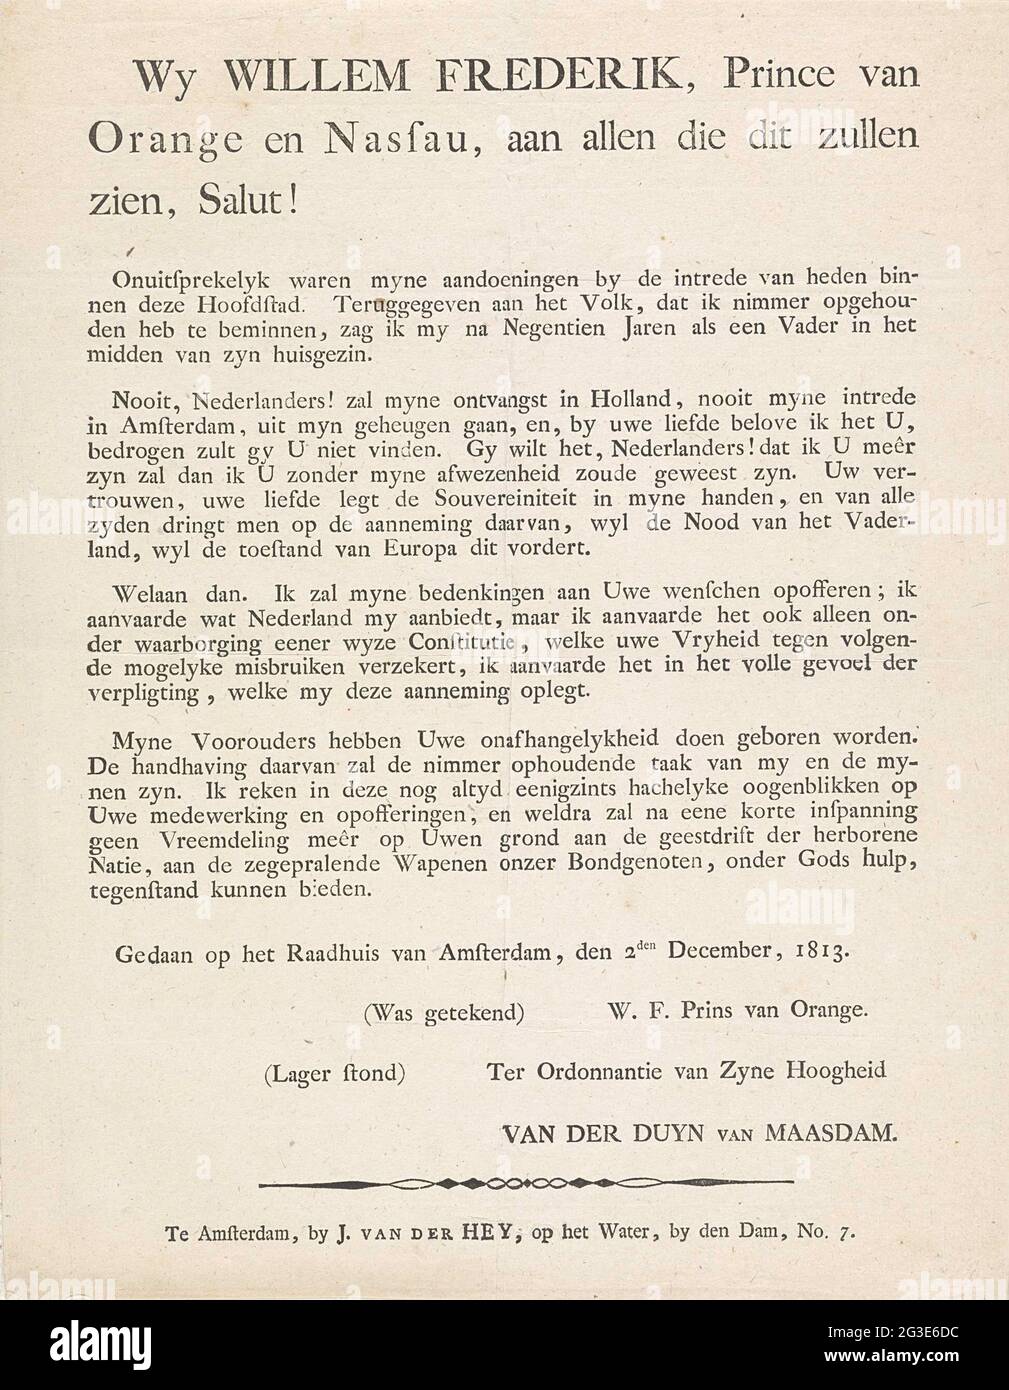 Wy WILLEM FREDERIK, Prince van
Orange en Nasſau, aan allen die dit zullen
zien, Salut!
Onuitſprekelyk waren myne aandoeningen by de intrede van heden bin-
nen deze Hoofdſtad. Teruggegeven aan het Volk, dat ik nimmer opgehou-
den heb te beminnen, zag ik my na Negentien Jaren als een Vader in het
midden van zyn huisgezin.
Nooit, Nederlanders! zal myne ontvangst in Holland, nooit myne intrede
in Amſterdam, uit myn geheugen gaan, en, by uwe liefde belove ik het U,
bedrogen zult gy U niet vinden. Gy wilt het, Nederlanders! dat ik U meêr
zyn zal dan ik U zonder myne afwezenheid zoude geweest zyn. Uw ver-
trouwen, uwe liefde legt de Souvereiniteit in myne handen, en van alle
zyden dringt men op de aanneming daarvan, wyl de Nood van het Vader-
land, wyl de toeſtand van Europa dit vordert.
Welaan dan. Ik zal myne bedenkingen aan Uwe wenſchen opofferen; ik
aanvaarde wat Nederland my aanbiedt, maar ik aanvaarde het ook alleen on-
der waarborging eener wyze Conſtitutie, welke uwe Vryheid tegen volgen-
de mogelyke misbruiken verzekert, ik aanvaarde het in het volle gevoel der
verpligting, welke my deze aanneming oplegt.
Myne Voorouders hebben Uwe onafhangelykheid doen geboren worden.
De handhaving daarvan zal de nimmer ophoudende taak van my en de my-
nen zyn. Ik reken in deze nog altyd eenigzints hachelyke oogenblikken op
Uwe medewerking en opofferingen, en weldra zal na eene korte inſpanning
geen Vreemdeling meêr op Uwen grond aan de geestdrift der herborene
Natie, aan de zegepralende Wapenen onzer Bondgenoten, onder Gods hulp,
tegenſtand kunnen bieden.
Gedaan op het Raadhuis van Amſterdam, den 2den December, 1813.
(Was getekend) W. F. Prins van Orange.
(Lager ſtond) Ter Ordonnantie van Zyne Hoogheid
VAN DER DUYN VAN MAASDAM.
Te Amſterdam, by J. VAN DER HEY, op het Water, by den Dam, No. 7.
alamy
Image ID: 2G3E6DC
www.alamy.com